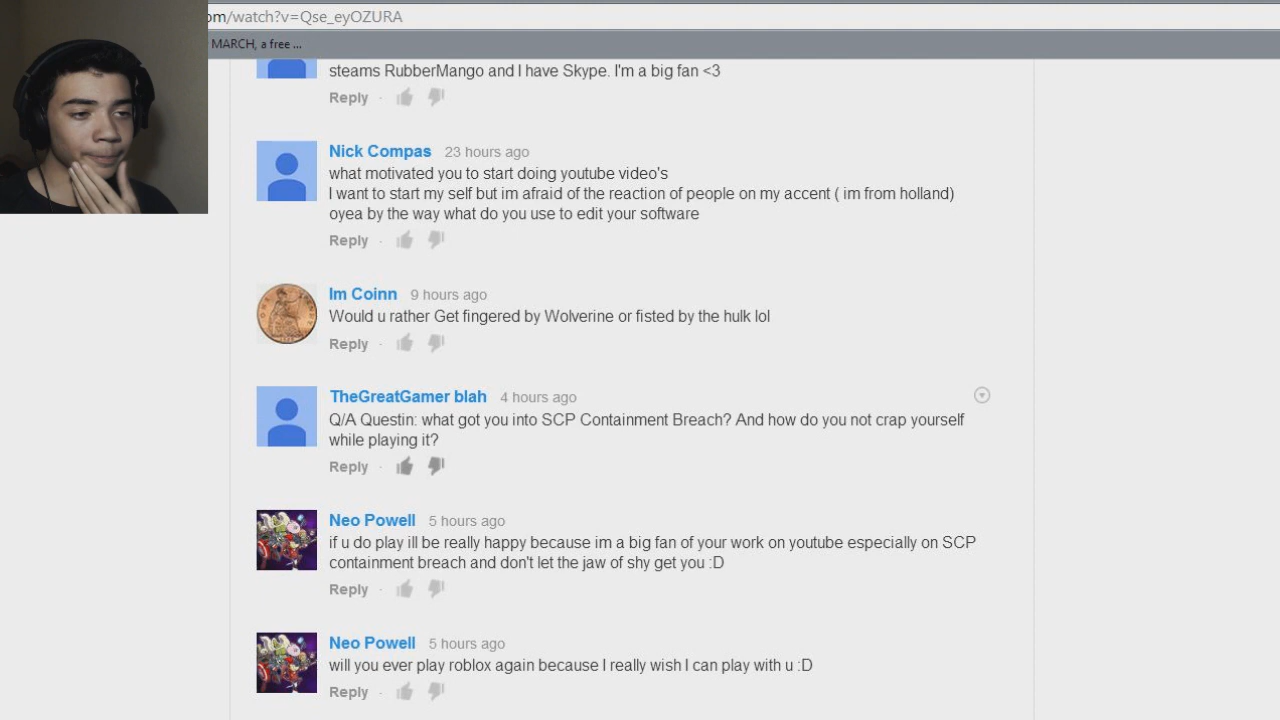 om/watch?v=Qse_eyOZURA
MARCH, a free ...
steams RubberMango and I have Skype. I'm a big fan <3
Reply ·
Nick Compas 23 hours ago
what motivated you to start doing youtube video's
I want to start my self but im afraid of the reaction of people on my accent ( im from holland)
oyea by the way what do you use to edit your software
Reply ·
Im Coinn 9 hours ago
Would u rather Get fingered by Wolverine or fisted by the hulk lol
Reply ·
TheGreatGamer blah 4 hours ago
Q/A Questin: what got you into SCP Containment Breach? And how do you not crap yourself
while playing it?
Reply ·
Neo Powell 5 hours ago
if u do play ill be really happy because im a big fan of your work on youtube especially on SCP
containment breach and don't let the jaw of shy get you :D
Reply ·
Neo Powell 5 hours ago
will you ever play roblox again because I really wish I can play with u :D
Reply ·